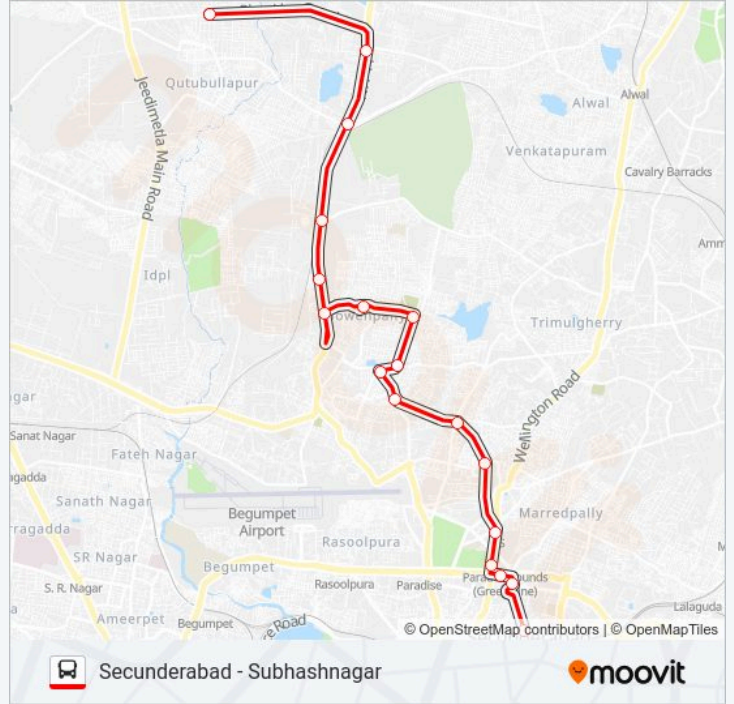 Qutubullapur
Alwal
Alwal
Jeedimetla Main Road
Venkatapuram
Cavalry Barracks
Idpl
Trimulgherry
Wellington Road
Sanat Nagar
Fateh Nagar
Sanath Nagar
Begumpet
Airport
Marredpally
SR Nagar
Rasoolpura
Begumpet
S. R. Nagar
Rasoolpura
Paradise
Lalaguda
Ameerpet
Begumpet
© OpenStreetMap contributors | © OpenMapTiles
Secunderabad - Subhashnagar
moovit